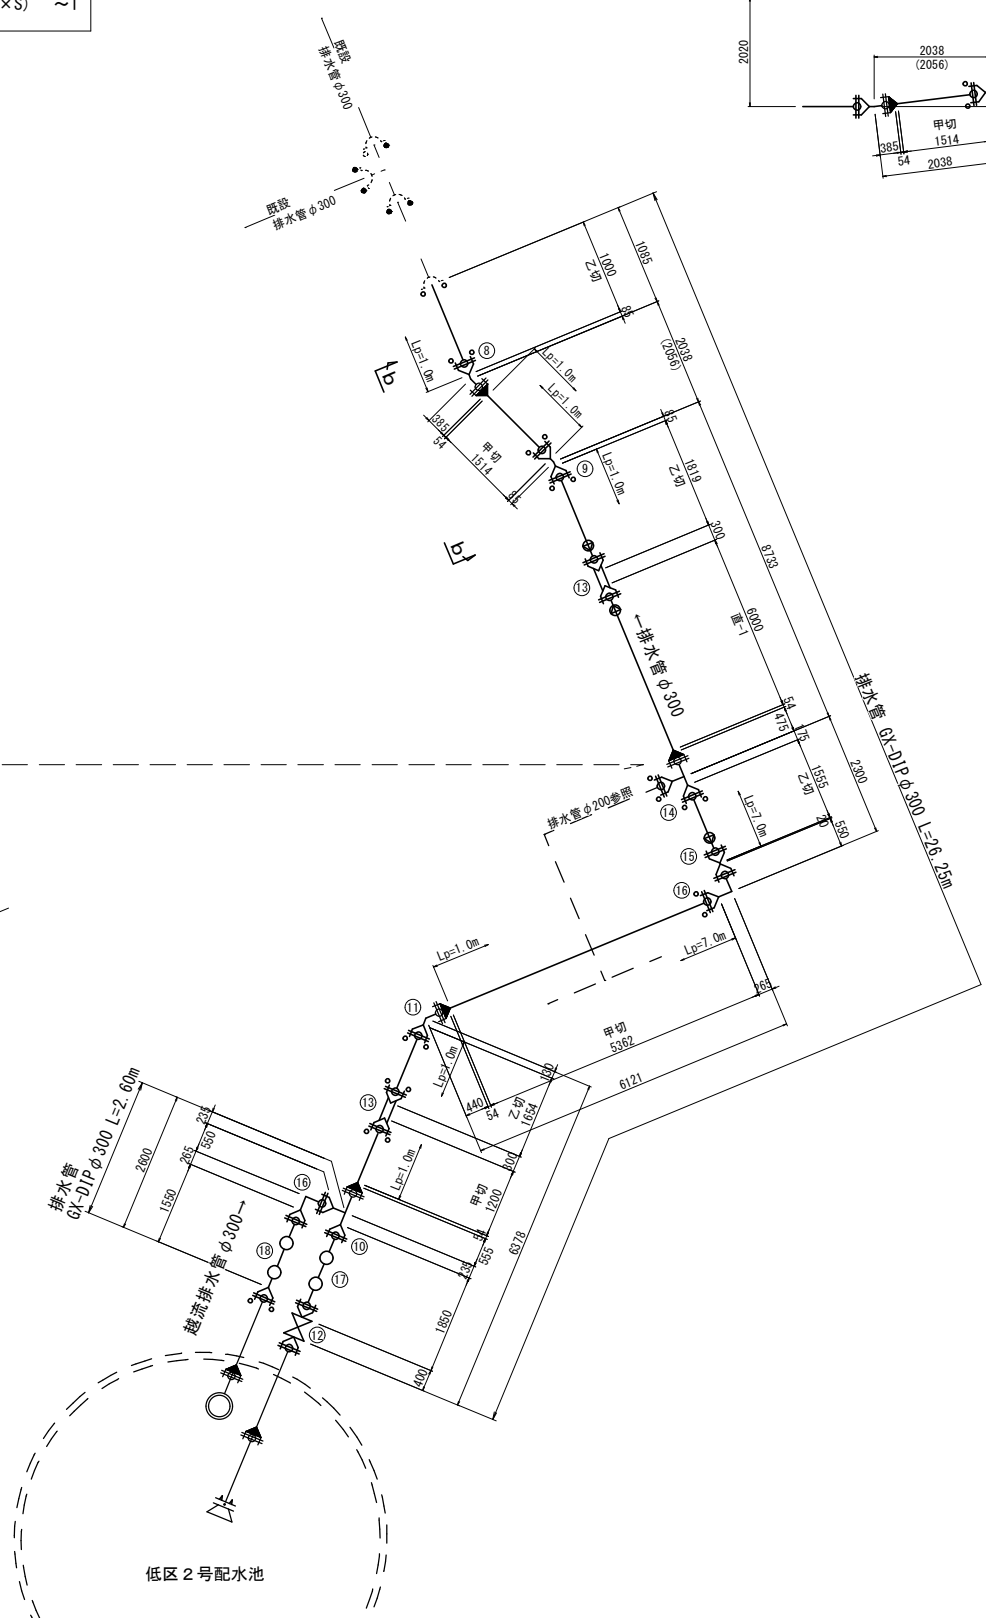 ×S) ～1
既設
排水管φ300
既設
排水管φ300
2020
2038
(2056)
甲切
385
1514
54
2038
1085
1000
乙切
85
2038
(2056)
⑧
Lp=1.0m
Lp=1.0m
Lp=1.0m
b
385
54
甲切
1514
85
85
1819
乙切
⑨
Lp=1.0m
b
300
⑬
8733
6000
直-1
←排水管φ300
54
475
175
1555
乙切
2300
20
550
排水管 GX-DIPφ300 L=26.25m
排水管φ200参照
⑭
Lp=7.0m
⑮
⑯
Lp=1.0m
Lp=7.0m
265
⑪
甲切
5362
6121
Lp=1.0m
440
54
130
乙切
1654
⑬
300
Lp=1.0m
甲切
1200
54
555
6378
235
1850
400
排水管
GX-DIPφ300 L=2.60m
2600
235
550
265
1550
⑯
⑩
⑱
⑰
⑫
越流排水管φ300→
低区２号配水池